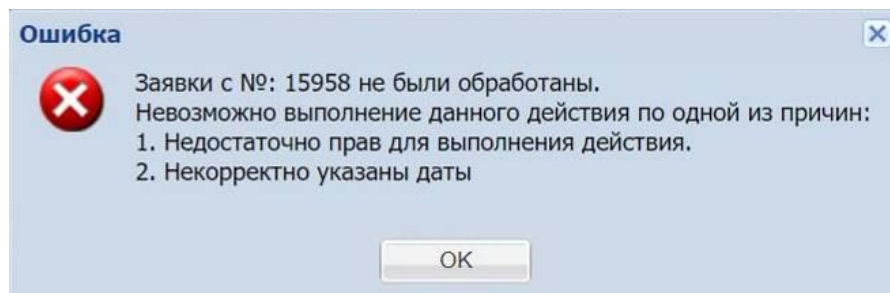 Ошибка
Заявки с №: 15958 не были обработаны.
Невозможно выполнение данного действия по одной из причин:
1. Недостаточно прав для выполнения действия.
2. Некорректно указаны даты
OK